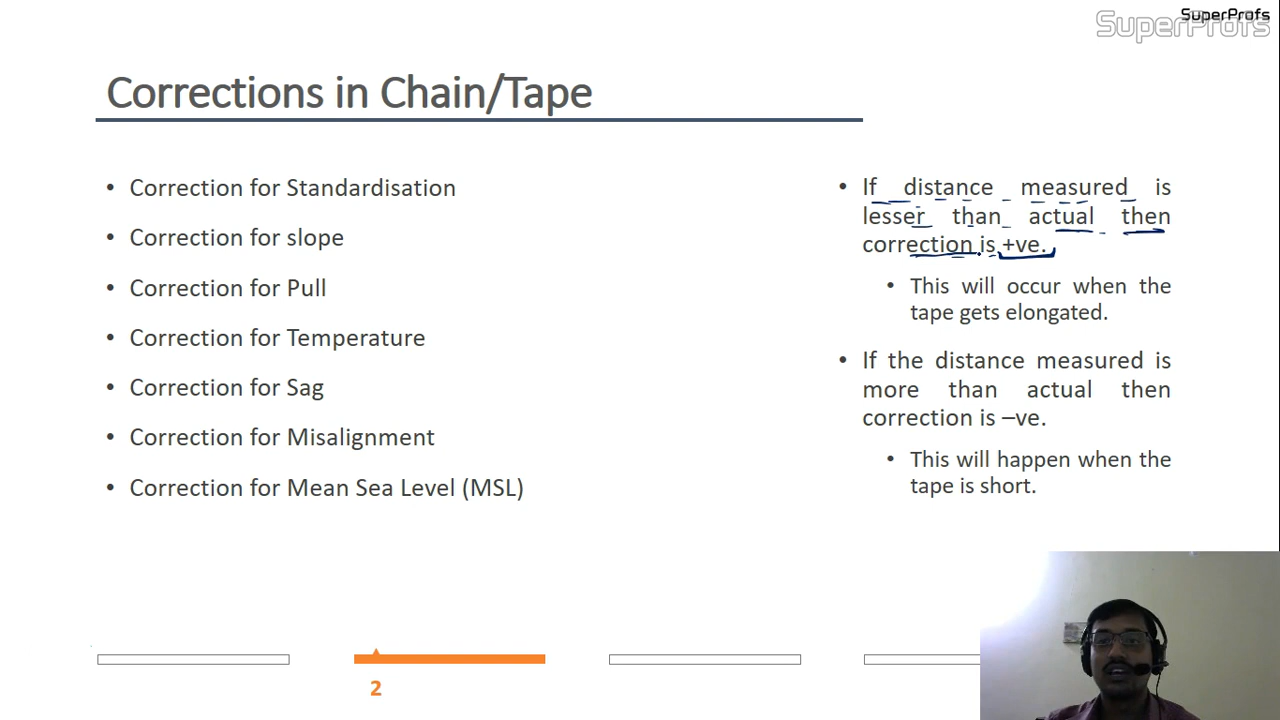 SuperProfs
SuperProfs
Corrections in Chain/Tape
• Correction for Standardisation
• Correction for slope
• Correction for Pull
• Correction for Temperature
• Correction for Sag
• Correction for Misalignment
• Correction for Mean Sea Level (MSL)
• If distance measured is
lesser than actual then
correction is +ve.
• This will occur when the
tape gets elongated.
• If the distance measured is
more than actual then
correction is –ve.
• This will happen when the
tape is short.
2